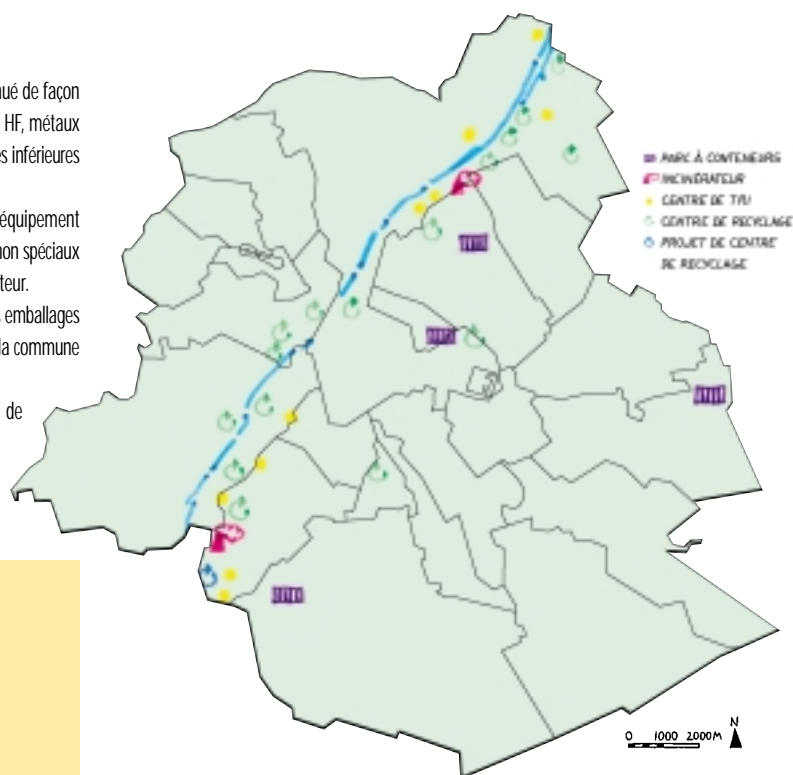 ué de façon
HF, métaux
es inférieures
équipement
non spéciaux
teur.
s emballages
la commune
de
PARC À CONTENEURS
INCINÉRATEUR
CENTRE DE TRI
CENTRE DE RECYCLAGE
PROJET DE CENTRE
DE RECYCLAGE
0 1000 2000M N